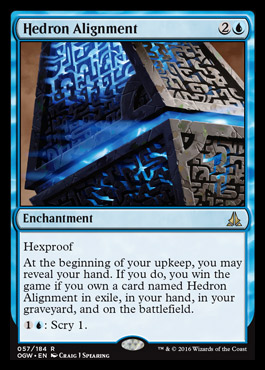 Hedron Alignment 2
Enchantment
Hexproof
At the beginning of your upkeep, you may
reveal your hand. If you do, you win the
game if you own a card named Hedron
Alignment in exile, in your hand, in your
graveyard, and on the battlefield.
1 : Scry 1.
057/184 R
OGW • EN Craig J Spearing
™ & © 2016 Wizards of the Coast